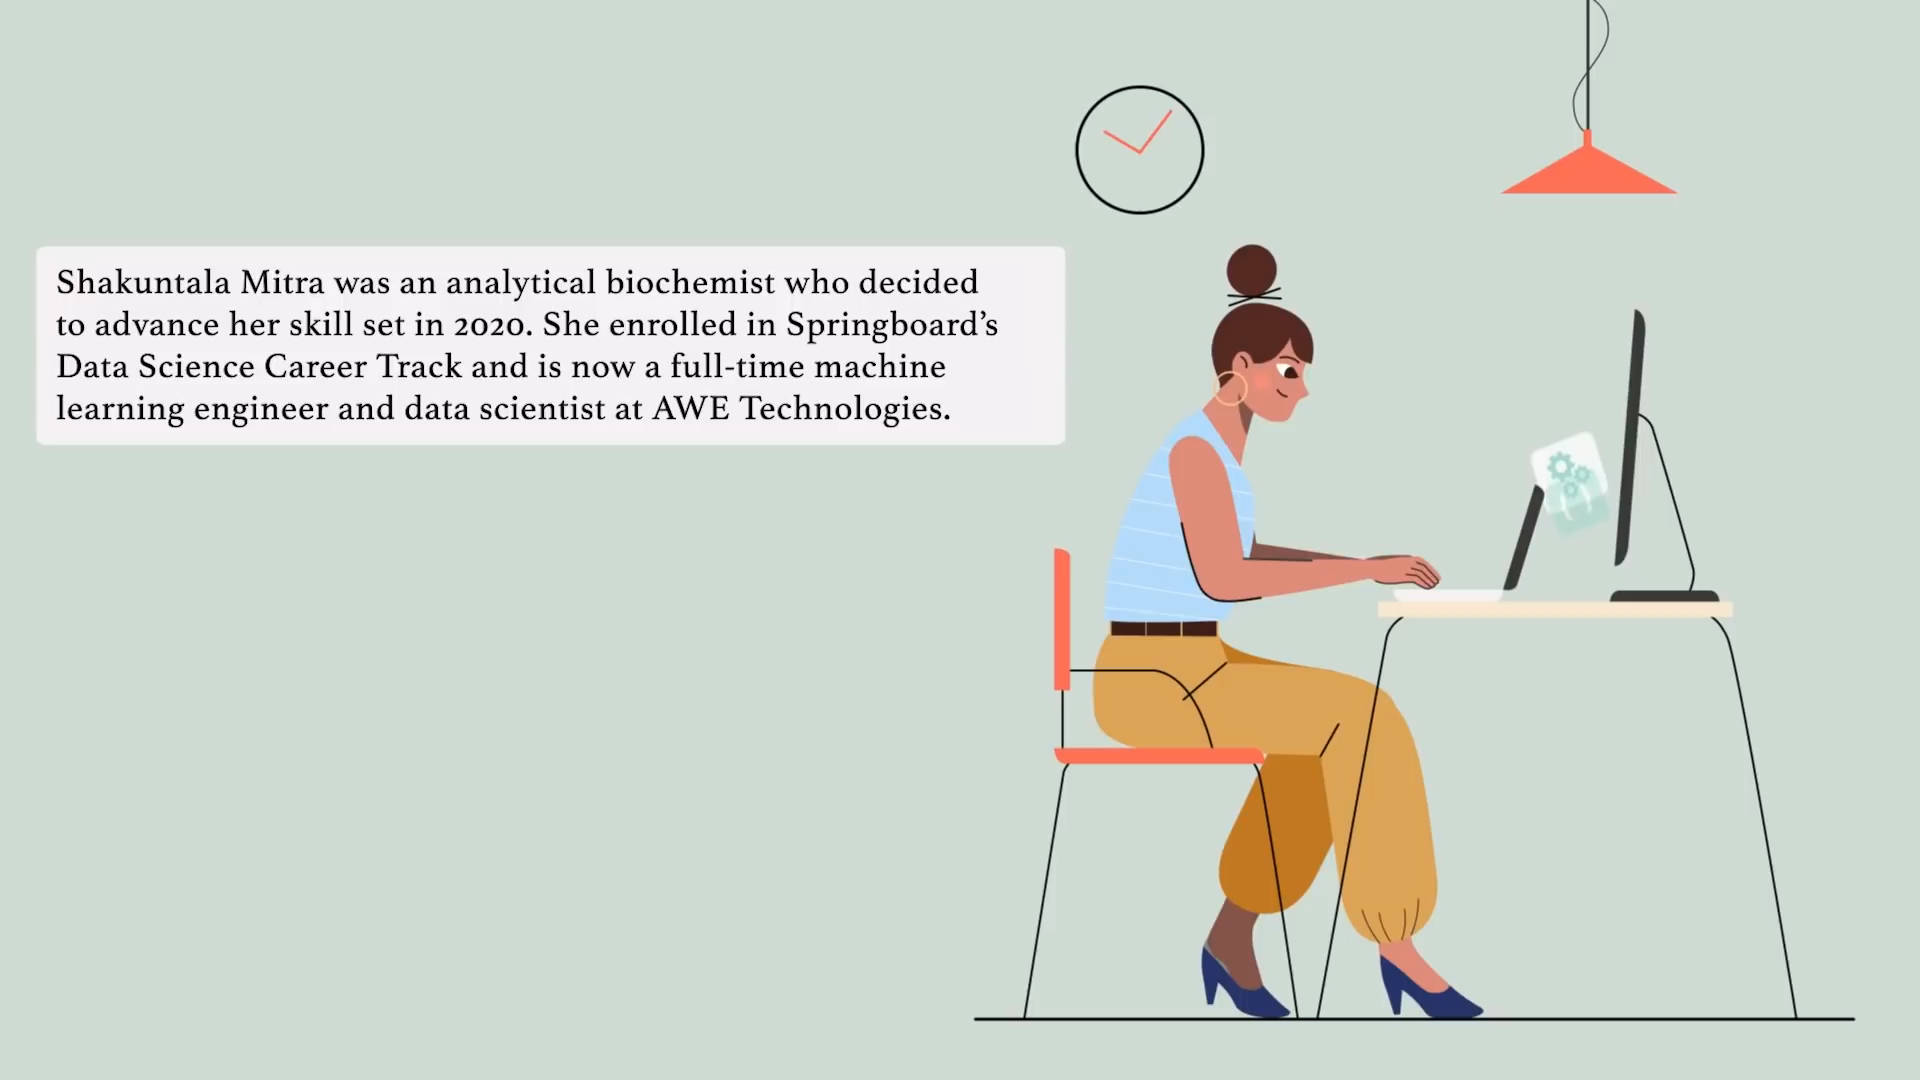 Shakuntala Mitra was an analytical biochemist who decided
to advance her skill set in 2020. She enrolled in Springboard’s
Data Science Career Track and is now a full-time machine
learning engineer and data scientist at AWE Technologies.